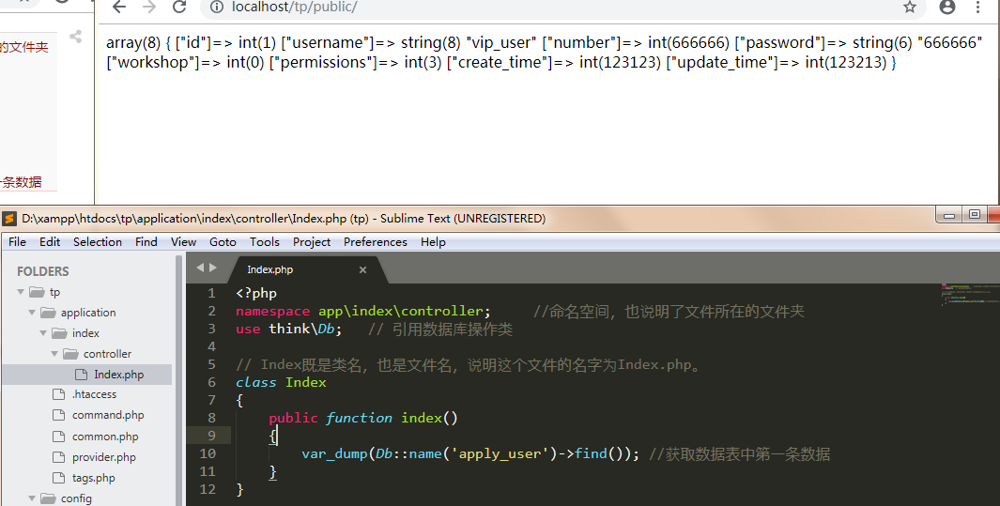 localhost/tp/public/
的文件夹
array(8) { ["id"]=> int(1) ["username"]=> string(8) "vip_user" ["number"]=> int(666666) ["password"]=> string(6) "666666"
["workshop"]=> int(0) ["permissions"]=> int(3) ["create_time"]=> int(123123) ["update_time"]=> int(123213) }
一条数据
D:\xampp\htdocs\tp\application\index\controller\Index.php (tp) - Sublime Text (UNREGISTERED)
File Edit Selection Find View Goto Tools Project Preferences Help
FOLDERS
tp
application
index
controller
Index.php
.htaccess
command.php
common.php
provider.php
tags.php
config
Index.php
1 <?php
2 namespace app\index\controller; //命名空间，也说明了文件所在的文件夹
3 use think\Db; // 引用数据库操作类
4
5 // Index既是类名，也是文件名，说明这个文件的名字为Index.php。
6 class Index
7 {
8 public function index()
9 {
10 var_dump(Db::name('apply_user')->find()); //获取数据表中第一条数据
11 }
12 }